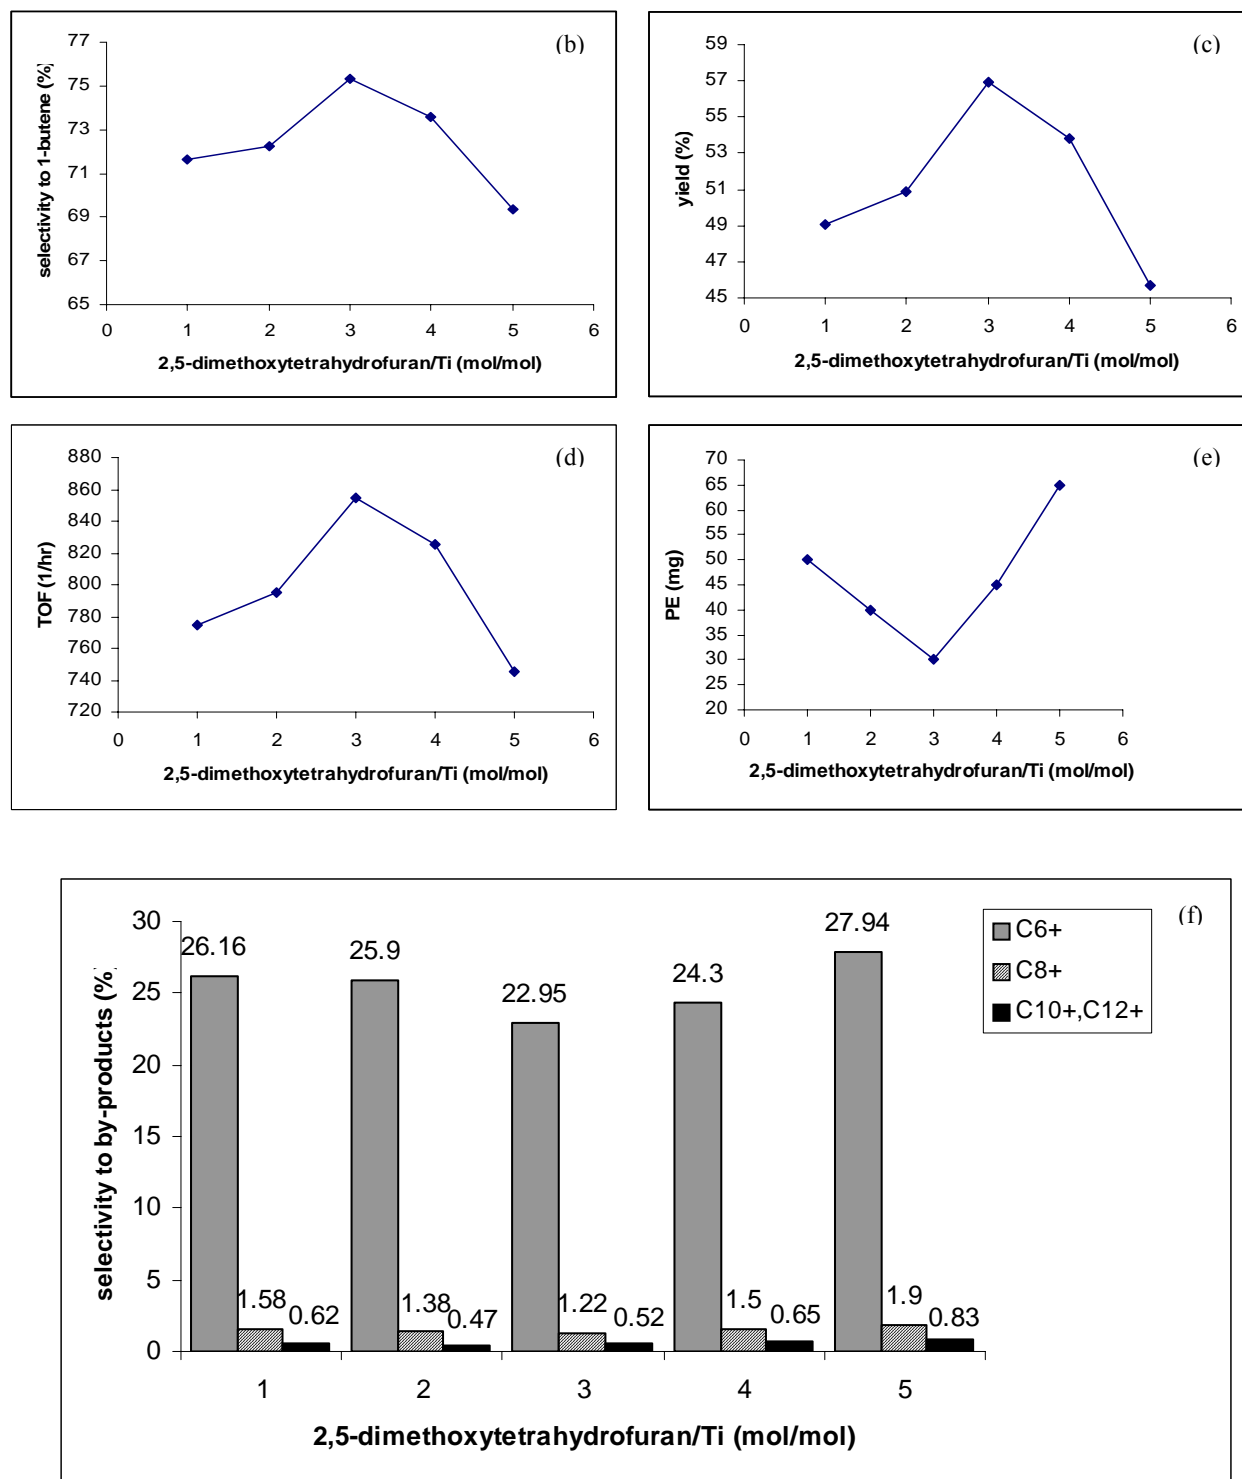 (b)
selectivity to 1-butene (%)
77
75
73
71
69
67
65
0 1 2 3 4 5 6
2,5-dimethoxytetrahydrofuran/Ti (mol/mol)
(c)
yield (%)
59
57
55
53
51
49
47
45
0 1 2 3 4 5 6
2,5-dimethoxytetrahydrofuran/Ti (mol/mol)
(d)
TOF (1/hr)
880
860
840
820
800
780
760
740
720
0 1 2 3 4 5 6
2,5-dimethoxytetrahydrofuran/Ti (mol/mol)
(e)
PE (mg)
70
65
60
55
50
45
40
35
30
25
20
0 1 2 3 4 5 6
2,5-dimethoxytetrahydrofuran/Ti (mol/mol)
(f)
selectivity to by-products (%
30
25
20
15
10
5
0
26.16 25.9 22.95 24.3 27.94
1.58 0.62 1.38 0.47 1.22 0.52 1.5 0.65 1.9 0.83
1 2 3 4 5
2,5-dimethoxytetrahydrofuran/Ti (mol/mol)
C6+
C8+
C10+,C12+